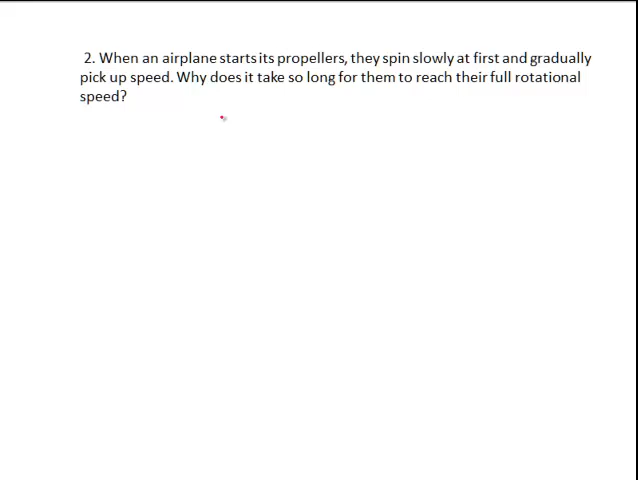 2. When an airplane starts its propellers, they spin slowly at first and gradually
pick up speed. Why does it take so long for them to reach their full rotational
speed?